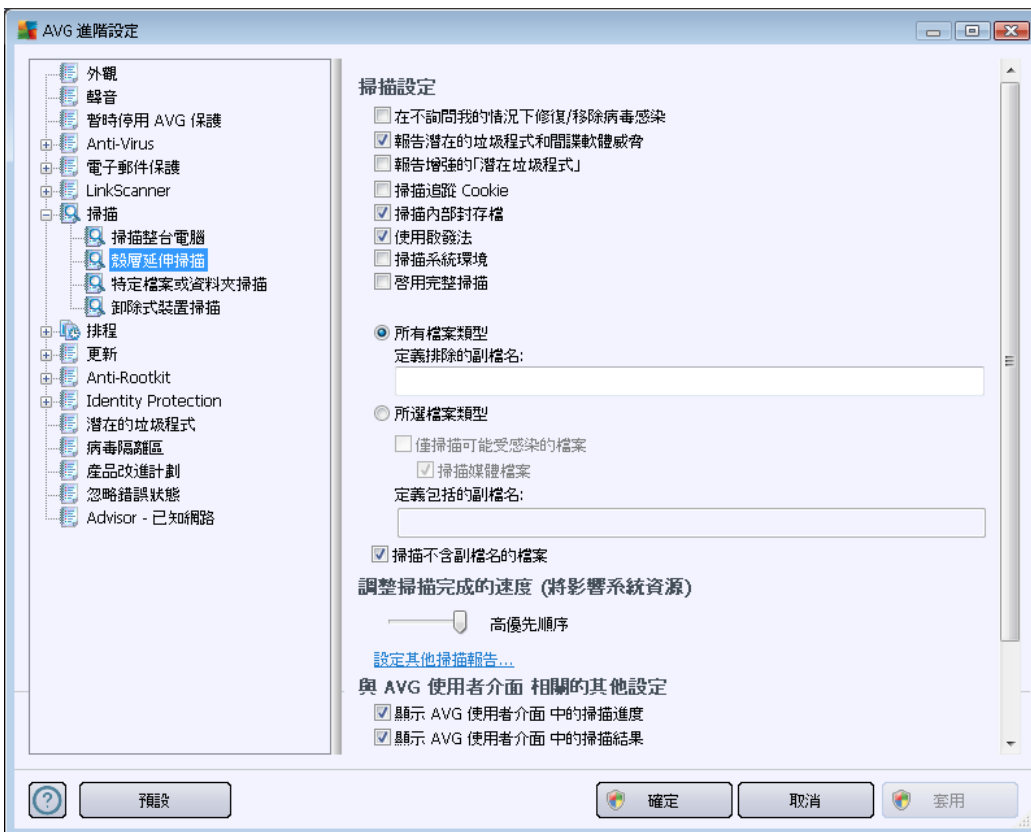 AVG 進階設定
外觀
聲音
暫時停用 AVG 保護
Anti-Virus
電子郵件保護
LinkScanner
掃描
掃描整台電腦
殼層延伸掃描
特定檔案或資料夾掃描
卸除式裝置掃描
排程
更新
Anti-Rootkit
Identity Protection
潛在的垃圾程式
病毒隔離區
產品改進計劃
忽略錯誤狀態
Advisor - 已知網路
掃描設定
在不詢問我的情況下修復/移除病毒感染
報告潛在的垃圾程式和間諜軟體威脅
報告增強的「潛在垃圾程式」
掃描追蹤 Cookie
掃描內部封存檔
使用啟發法
掃描系統環境
啓用完整掃描
所有檔案類型
定義排除的副檔名:
所選檔案類型
僅掃描可能受感染的檔案
掃描媒體檔案
定義包括的副檔名:
掃描不含副檔名的檔案
調整掃描完成的速度 (將影響系統資源)
高優先順序
設定其他掃描報告...
與 AVG 使用者介面 相關的其他設定
顯示 AVG 使用者介面 中的掃描進度
顯示 AVG 使用者介面 中的掃描結果
預設
確定
取消
套用